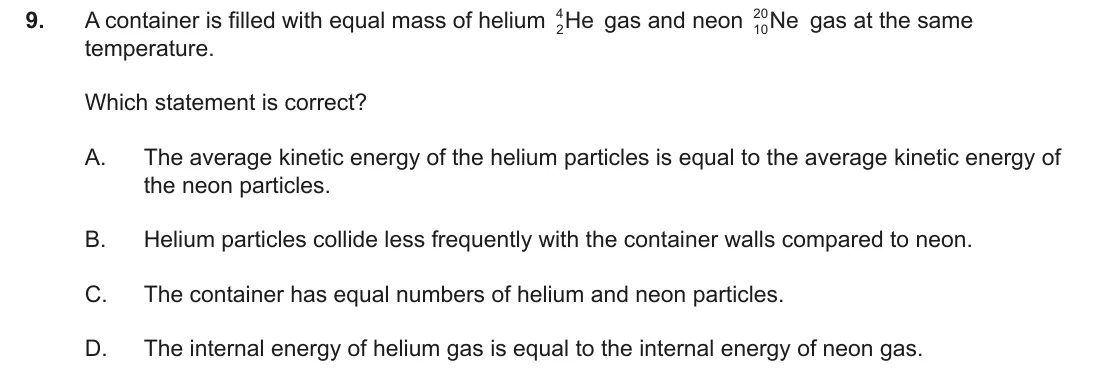 9. A container is filled with equal mass of helium ⁴₂He gas and neon ²⁰₁₀Ne gas at the same
temperature.
Which statement is correct?
A. The average kinetic energy of the helium particles is equal to the average kinetic energy of
the neon particles.
B. Helium particles collide less frequently with the container walls compared to neon.
C. The container has equal numbers of helium and neon particles.
D. The internal energy of helium gas is equal to the internal energy of neon gas.